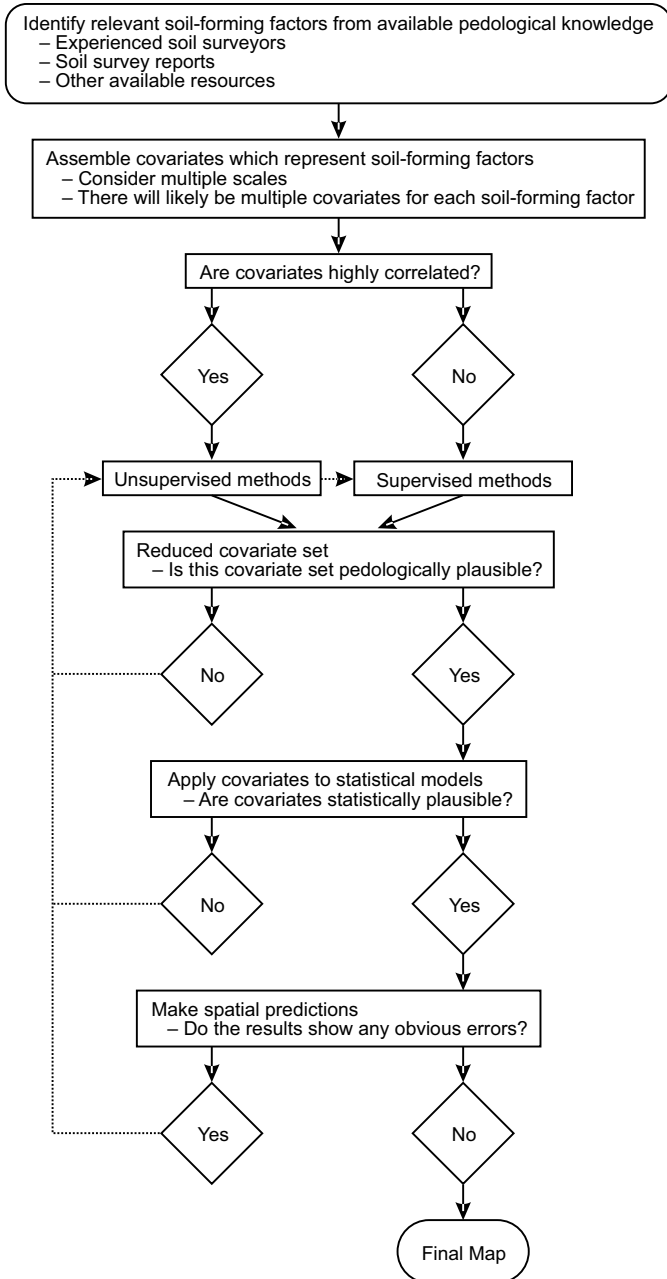 Identify relevant soil-forming factors from available pedological knowledge
– Experienced soil surveyors
– Soil survey reports
– Other available resources
Assemble covariates which represent soil-forming factors
– Consider multiple scales
– There will likely be multiple covariates for each soil-forming factor
Are covariates highly correlated?
Yes
No
Unsupervised methods
Supervised methods
Reduced covariate set
– Is this covariate set pedologically plausible?
No
Yes
Apply covariates to statistical models
– Are covariates statistically plausible?
No
Yes
Make spatial predictions
– Do the results show any obvious errors?
Yes
No
Final Map